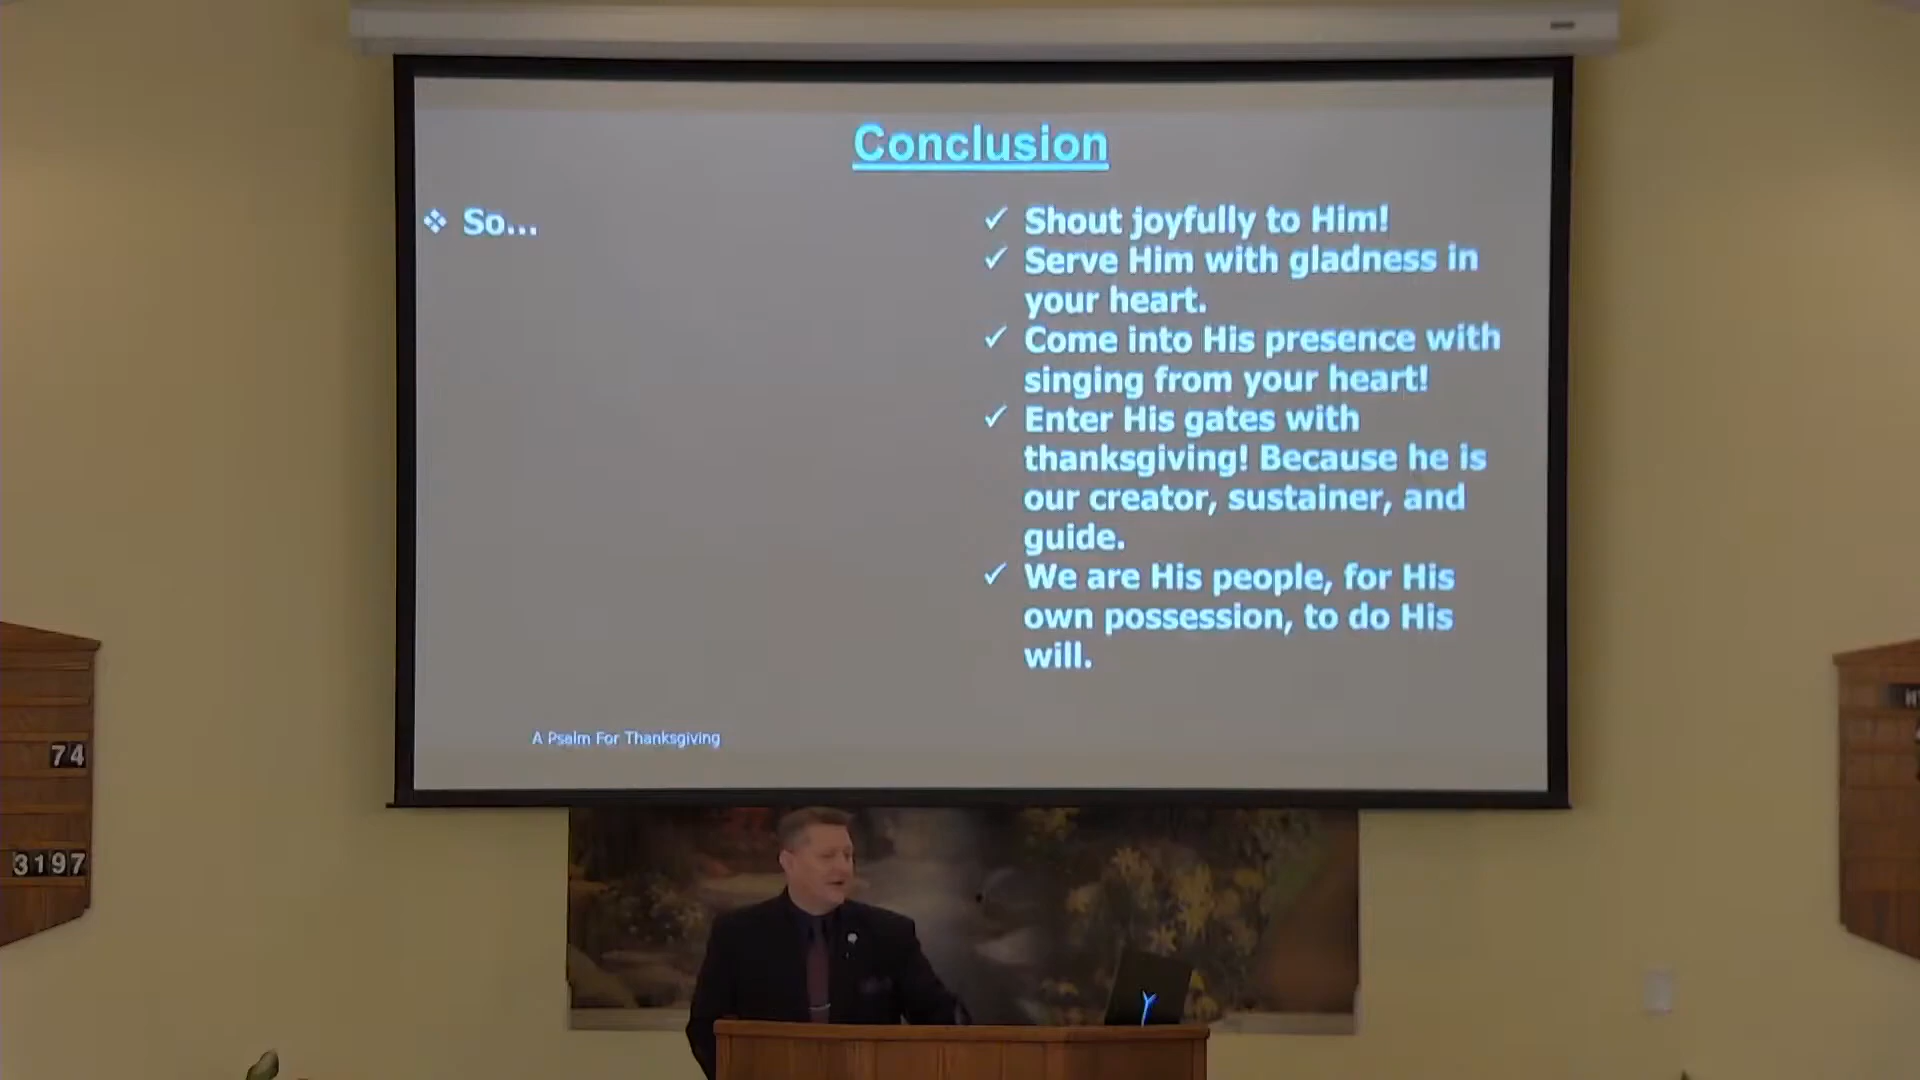 Conclusion
❖ So...
✓ Shout joyfully to Him!
✓ Serve Him with gladness in
your heart.
✓ Come into His presence with
singing from your heart!
✓ Enter His gates with
thanksgiving! Because he is
our creator, sustainer, and
guide.
✓ We are His people, for His
own possession, to do His
will.
A Psalm For Thanksgiving
74
3197